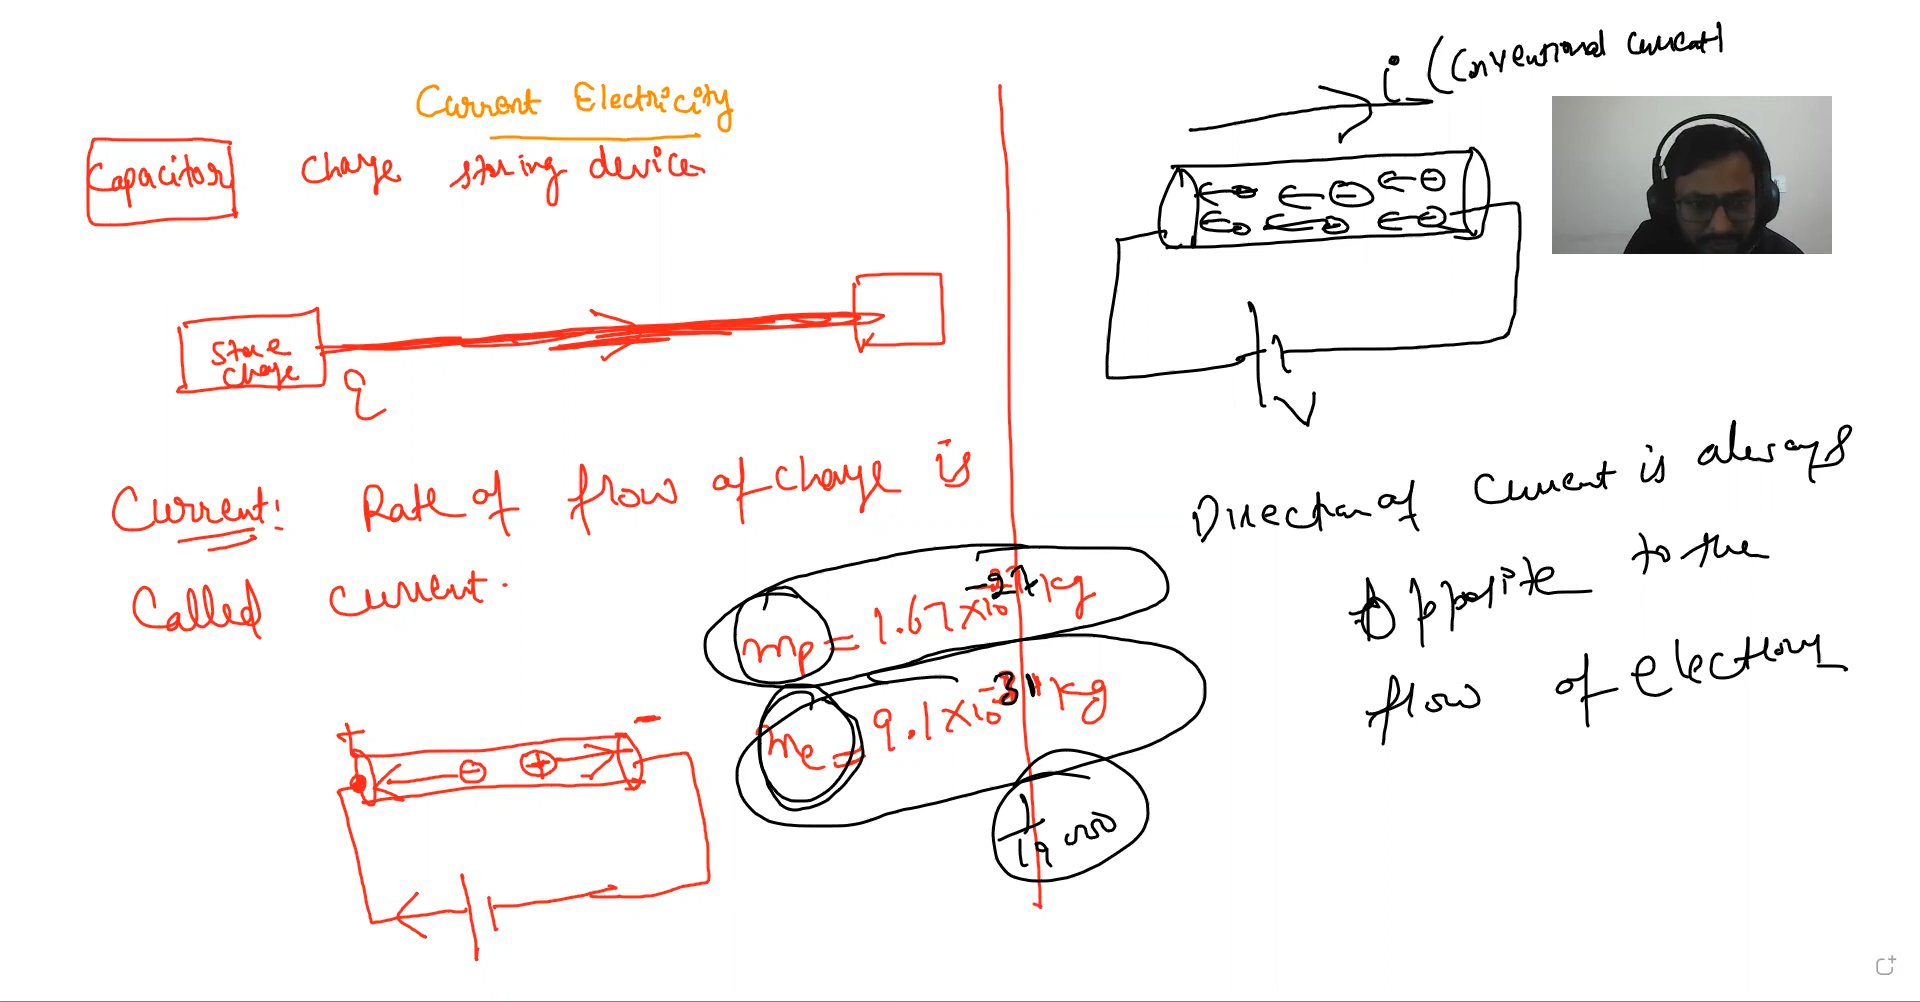 Current Electricity
Capacitor
Charge storing device
Store
charge
q
Current: Rate of flow of charge is
Called current.
mp = 1.67 x 10-27 kg
me = 9.1 x 10-31 kg
+
-
-
+
i (Conventional current)
V
Direction of current is always
opposite to the
flow of electrons